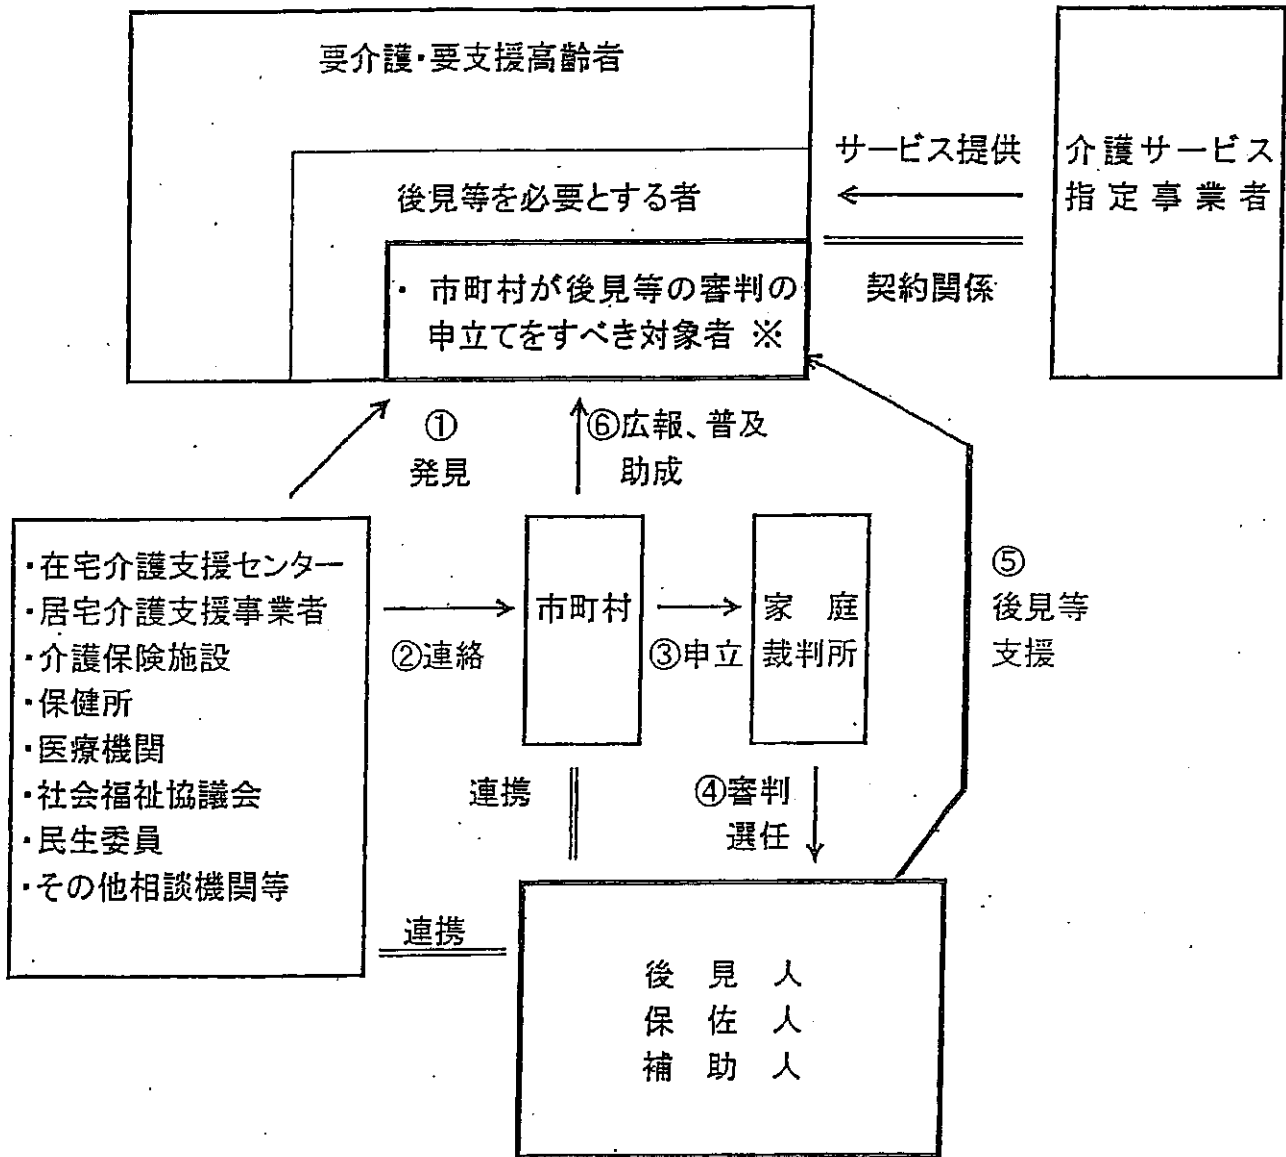 要介護・要支援高齢者
後見等を必要とする者
・ 市町村が後見等の審判の
申立てをすべき対象者 ※
サービス提供
契約関係
介護サービス
指定事業者
①
発見
⑥広報、普及
助成
・在宅介護支援センター
・居宅介護支援事業者
・介護保険施設
・保健所
・医療機関
・社会福祉協議会
・民生委員
・その他相談機関等
②連絡
市町村
③申立
家庭
裁判所
⑤
後見等
支援
連携
④審判
選任
連携
後見人
保佐人
補助人